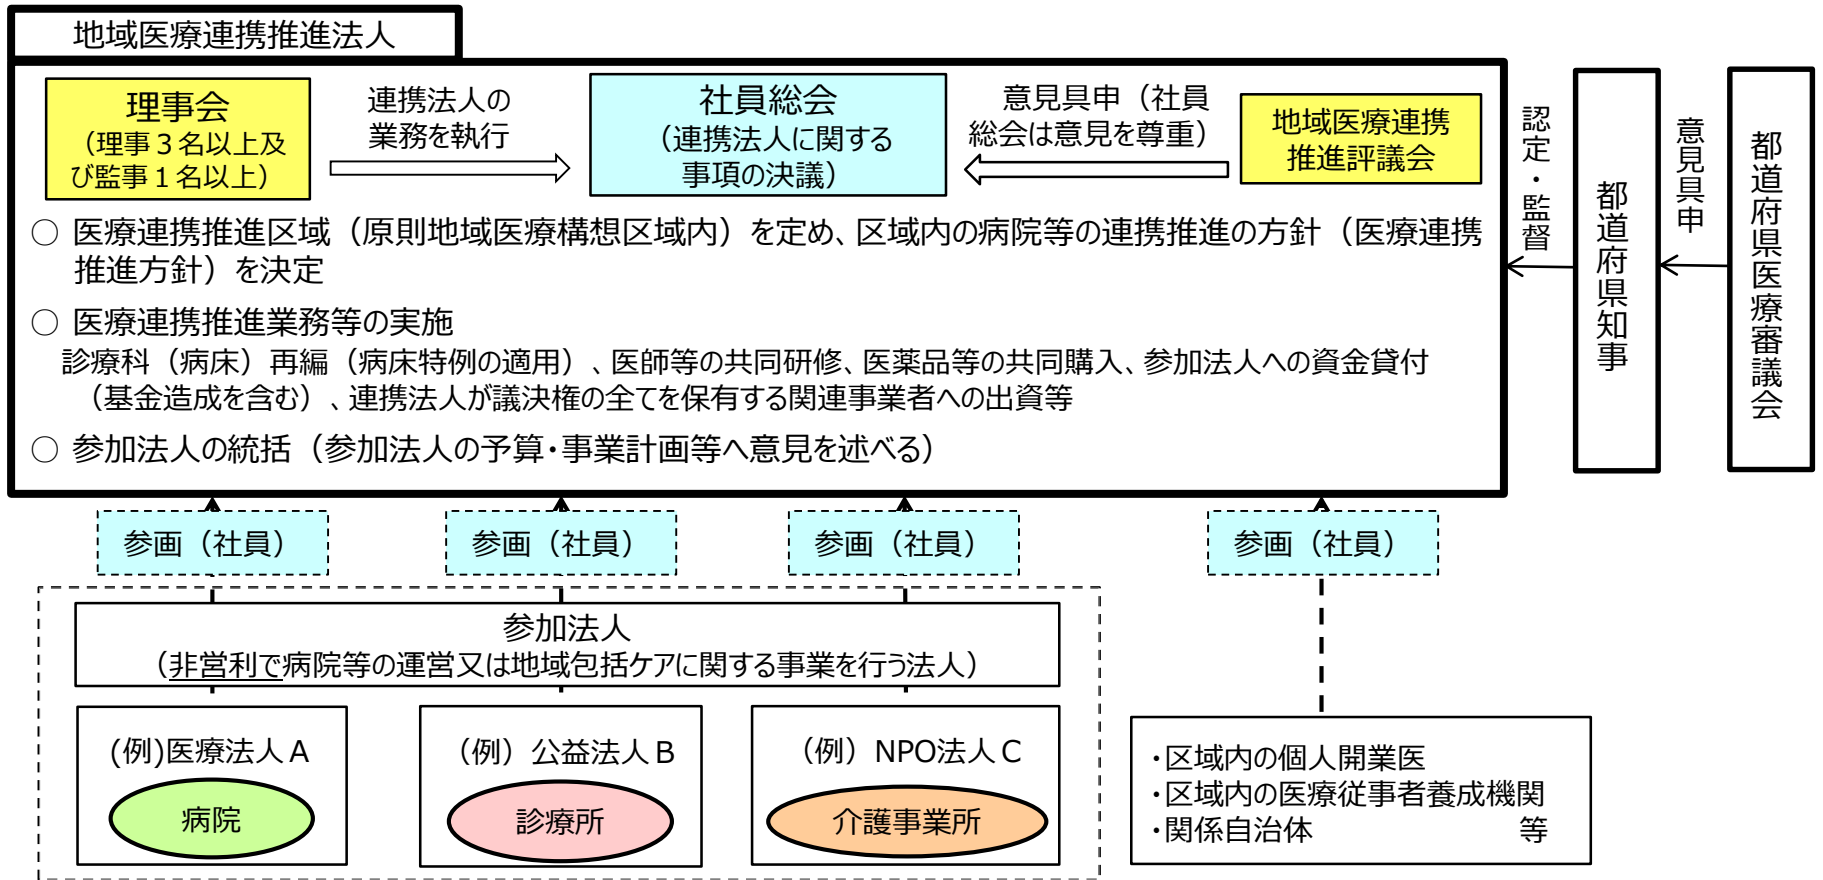 地域医療連携推進法人
理事会
（理事３名以上及
び監事１名以上）
連携法人の
業務を執行
社員総会
（連携法人に関する
事項の決議）
意見具申（社員
総会は意見を尊重）
地域医療連携
推進評議会
認定・監督
都道府県知事
意見具申
都道府県医療審議会
○ 医療連携推進区域（原則地域医療構想区域内）を定め、区域内の病院等の連携推進の方針（医療連携
推進方針）を決定
○ 医療連携推進業務等の実施
診療科（病床）再編（病床特例の適用）、医師等の共同研修、医薬品等の共同購入、参加法人への資金貸付
（基金造成を含む）、連携法人が議決権の全てを保有する関連事業者への出資等
○ 参加法人の統括（参加法人の予算・事業計画等へ意見を述べる）
参画（社員）
参画（社員）
参画（社員）
参画（社員）
参加法人
（非営利で病院等の運営又は地域包括ケアに関する事業を行う法人）
(例)医療法人Ａ
病院
（例）公益法人Ｂ
診療所
（例）NPO法人Ｃ
介護事業所
・区域内の個人開業医
・区域内の医療従事者養成機関
・関係自治体　等